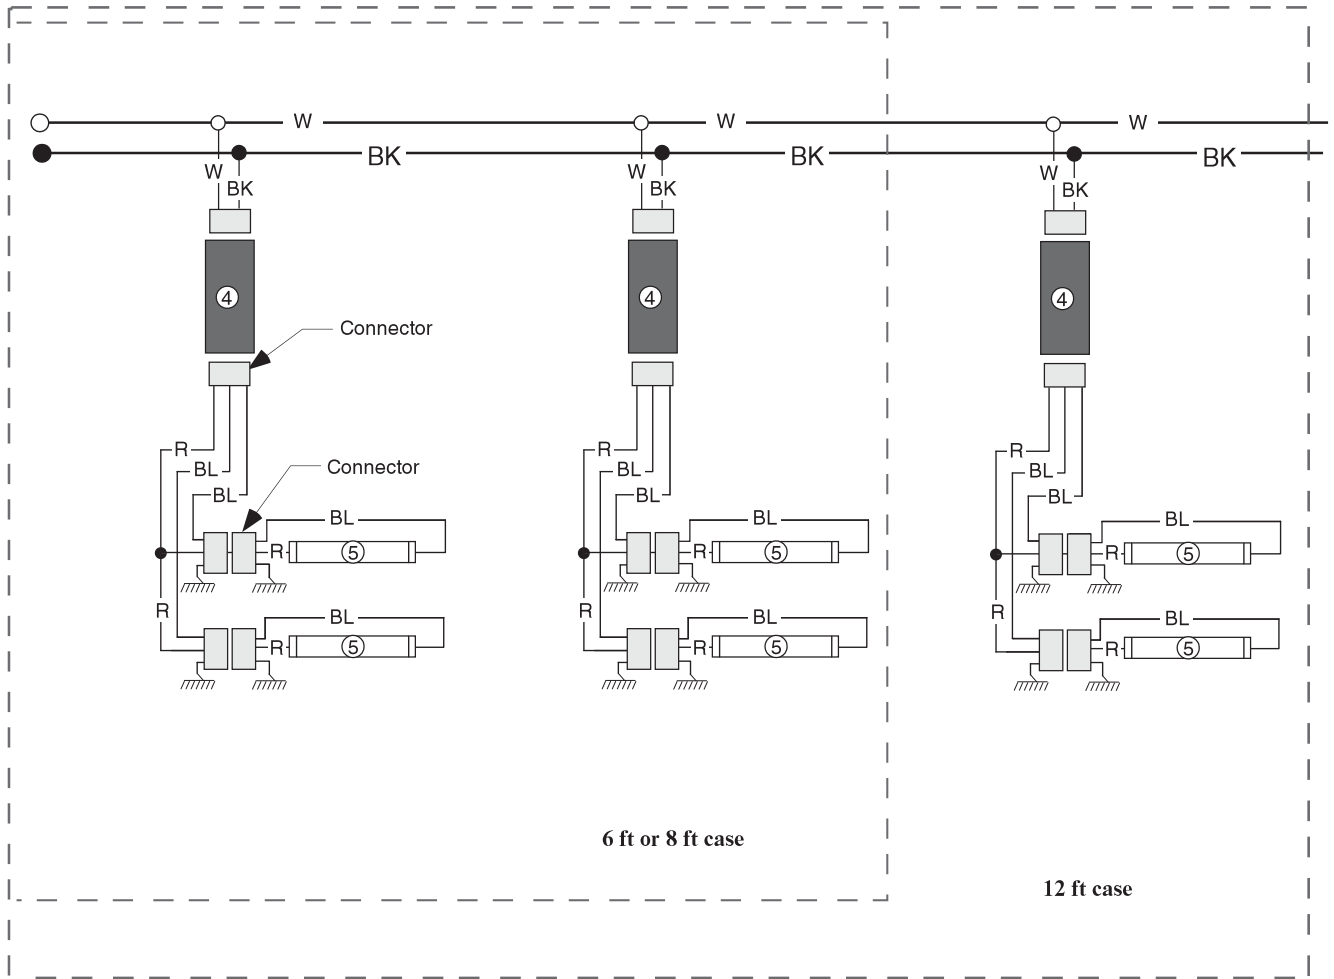 W W W
BK BK BK
W BK W BK W BK
4 4 4
Connector
R R R
BL BL BL
Connector
BL BL BL
BL BL BL
R 5 R 5 R 5
R R R
BL BL BL
R 5 R 5 R 5
6 ft or 8 ft case
12 ft case